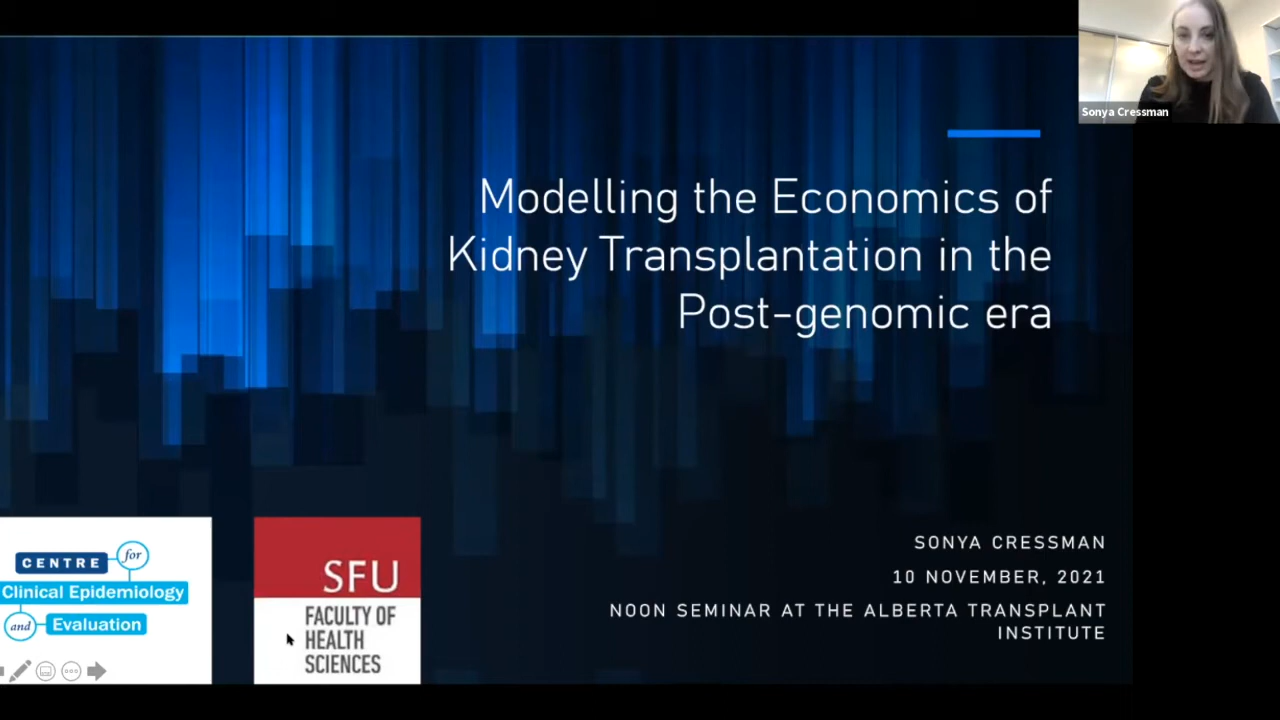 Sonya Cressman
Modelling the Economics of
Kidney Transplantation in the
Post-genomic era
CENTRE for
Clinical Epidemiology
and Evaluation
SFU
FACULTY OF
HEALTH
SCIENCES
SONYA CRESSMAN
10 NOVEMBER, 2021
NOON SEMINAR AT THE ALBERTA TRANSPLANT
INSTITUTE